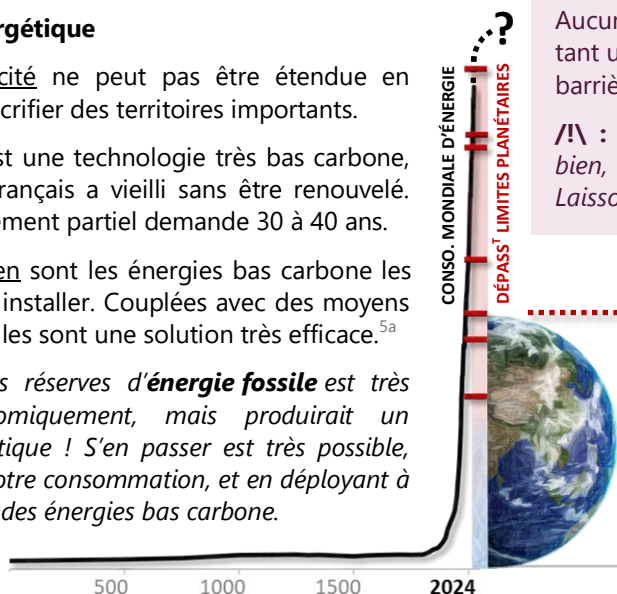 rgétique
cité ne peut pas être étendue en
crifier des territoires importants.
st une technologie très bas carbone,
rançais a vieilli sans être renouvelé.
ement partiel demande 30 à 40 ans.
en sont les énergies bas carbone les
installer. Couplées avec des moyens
les sont une solution très efficace.5a
s réserves d’énergie fossile est très
omiquement, mais produirait un
tique ! S’en passer est très possible,
otre consommation, et en déployant à
des énergies bas carbone.
CONSO. MONDIALE D’ÉNERGIE
DÉPASST LIMITES PLANÉTAIRES
?
Aucun
tant u
barriè
/!\ :
bien,
Laisso
500 1000 1500 2024